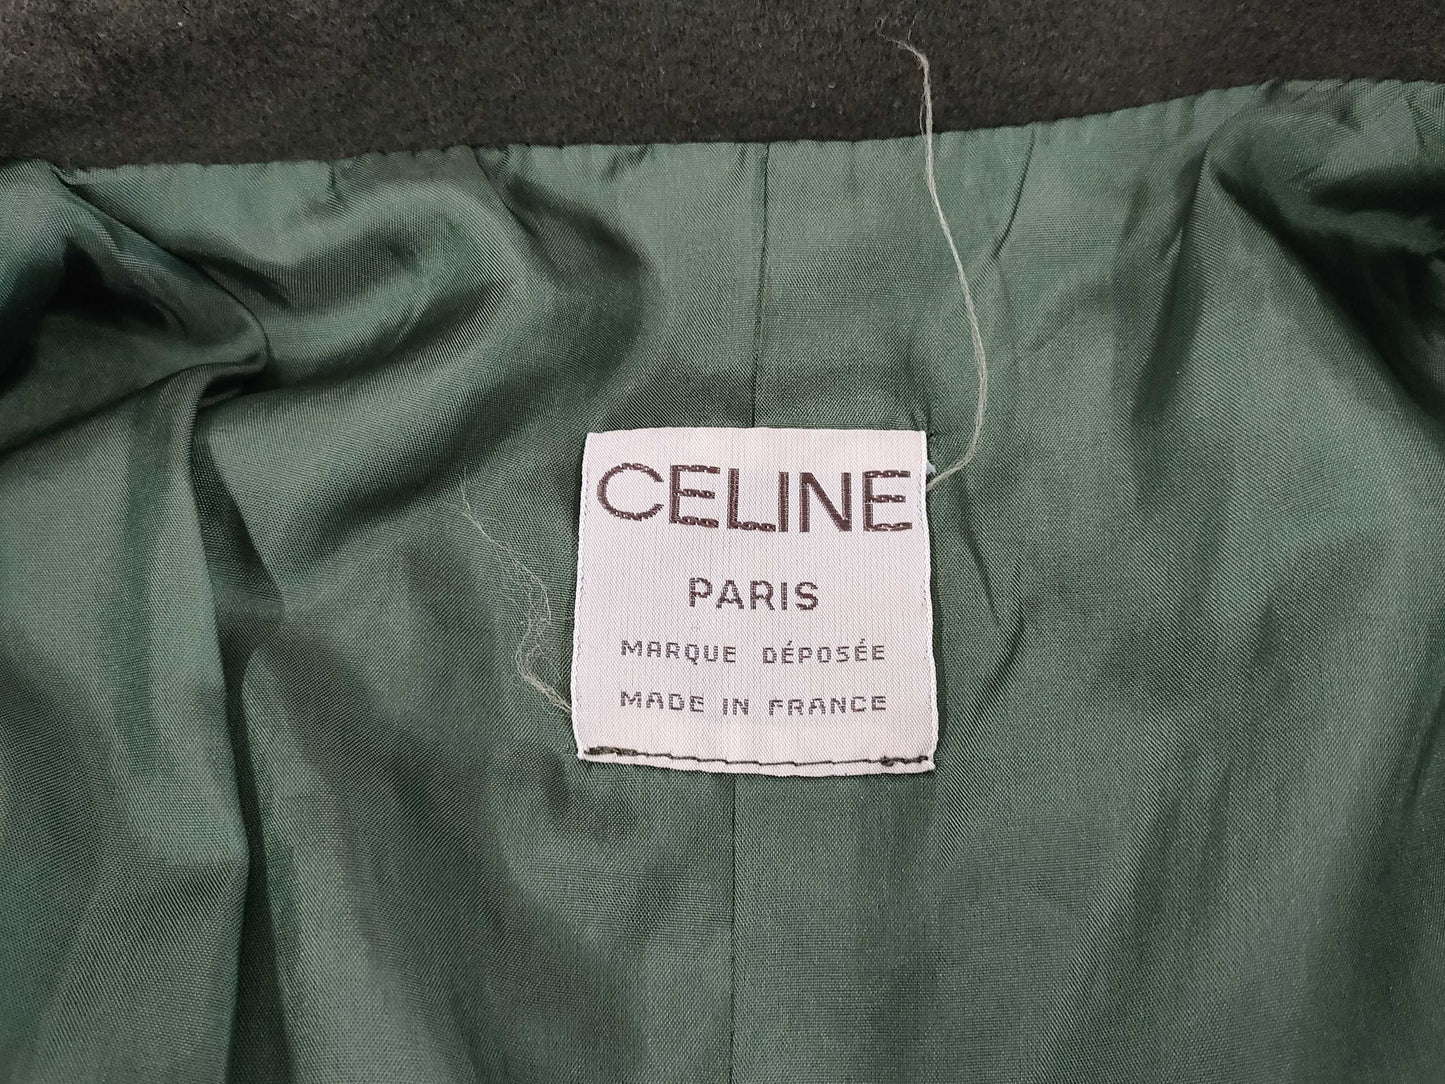 CELINE
PARIS
MARQUE DÉPOSÉE
MADE IN FRANCE